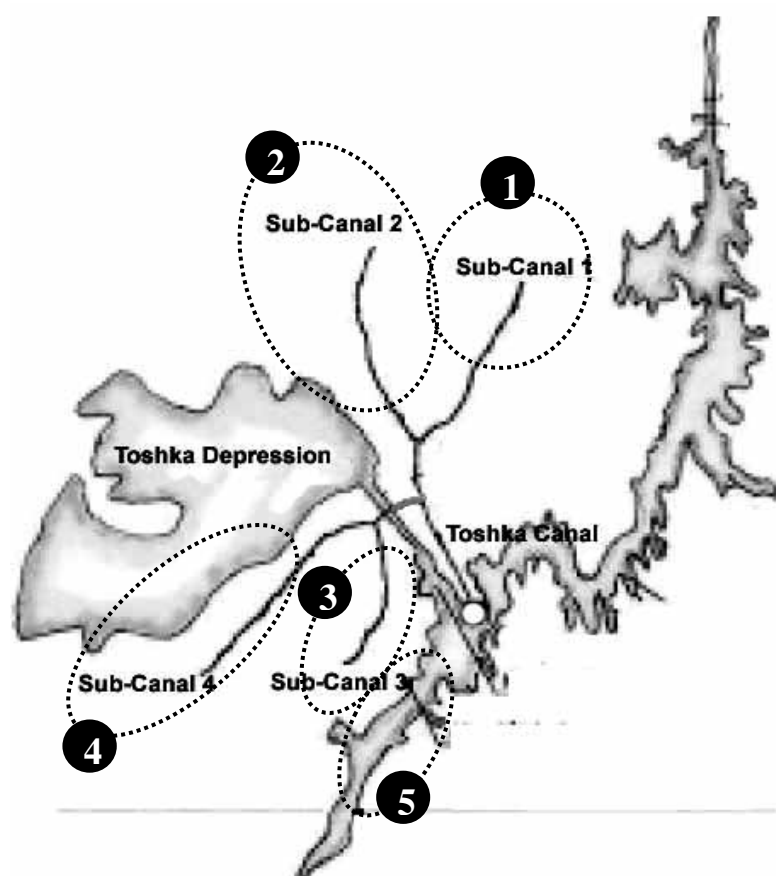 2
1
Sub-Canal 2
Sub-Canal 1
Toshka Depression
Toshka Canal
3
Sub-Canal 4
Sub-Canal 3
4
5